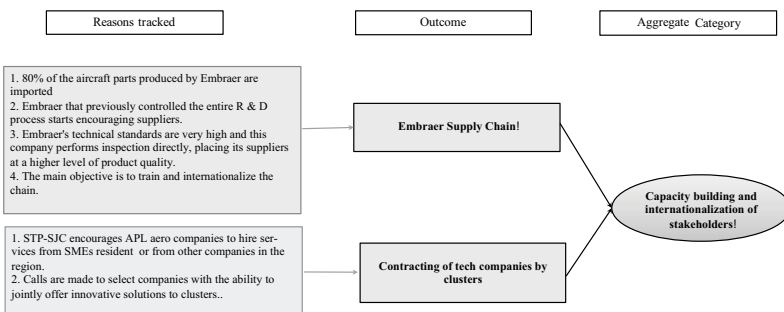 Reasons tracked
Outcome
Aggregate Category
1. 80% of the aircraft parts produced by Embraer are
imported
2. Embraer that previously controlled the entire R & D
process starts encouraging suppliers.
3. Embraer's technical standards are very high and this
company performs inspection directly, placing its suppliers
at a higher level of product quality.
4. The main objective is to train and internationalize the
chain.
Embraer Supply Chain!
Capacity building and
internationalization of
stakeholders!
1. STP-SJC encourages APL aero companies to hire ser-
vices from SMEs resident or from other companies in the
region.
2. Calls are made to select companies with the ability to
jointly offer innovative solutions to clusters..
Contracting of tech companies by
clusters